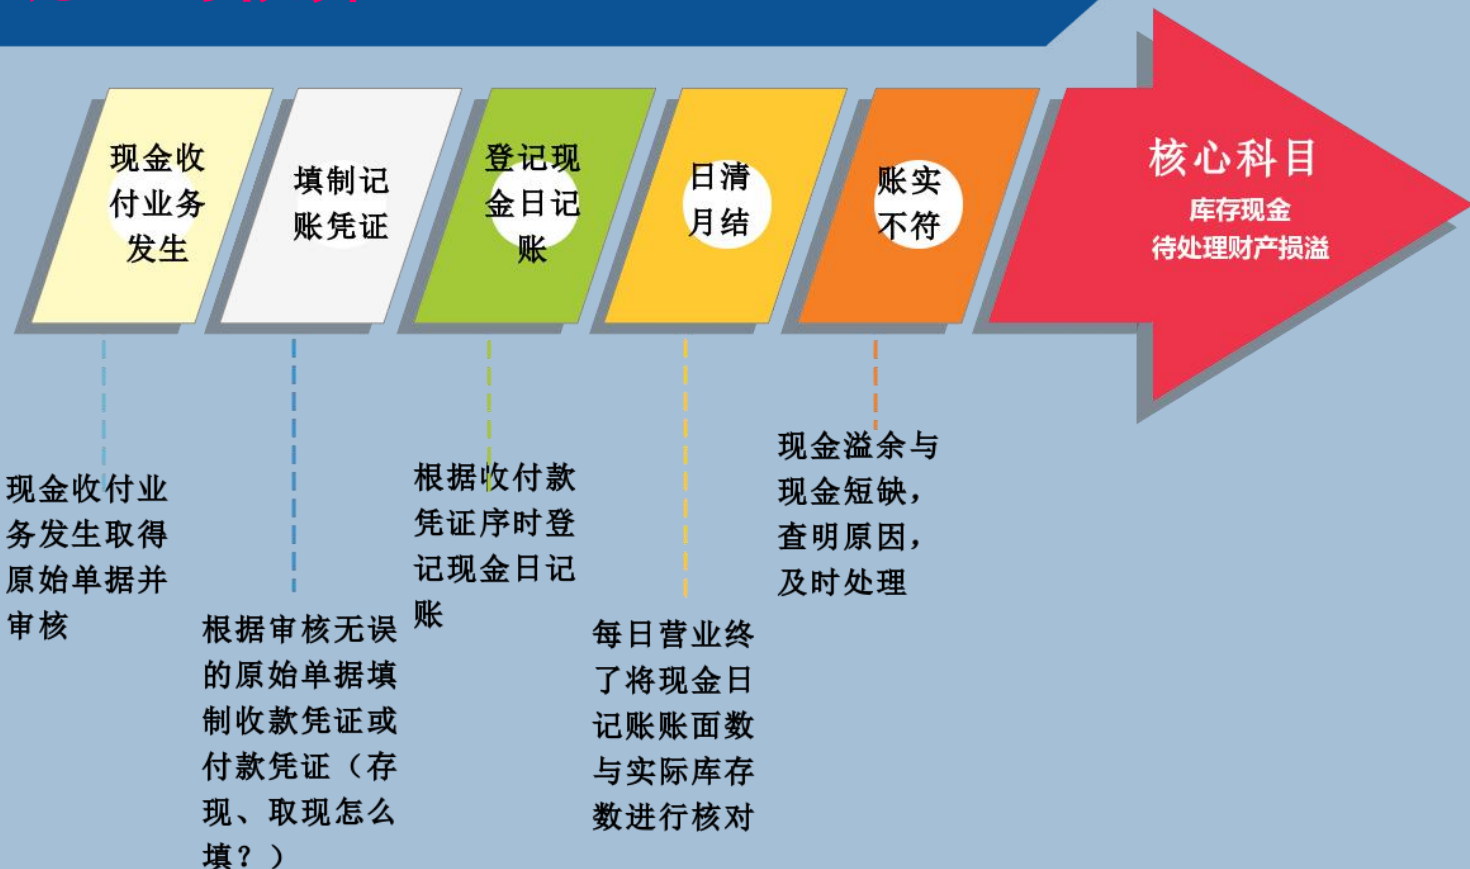 现金收
付业务
发生
填制记
账凭证
登记现
金日记
账
日清
月结
账实
不符
核心科目
库存现金
待处理财产损溢
现金收付业
务发生取得
原始单据并
审核
根据审核无误
的原始单据填
制收款凭证或
付款凭证（存
现、取现怎么
填？）
根据收付款
凭证序时登
记现金日记
账
每日营业终
了将现金日
记账账面数
与实际库存
数进行核对
现金溢余与
现金短缺，
查明原因，
及时处理